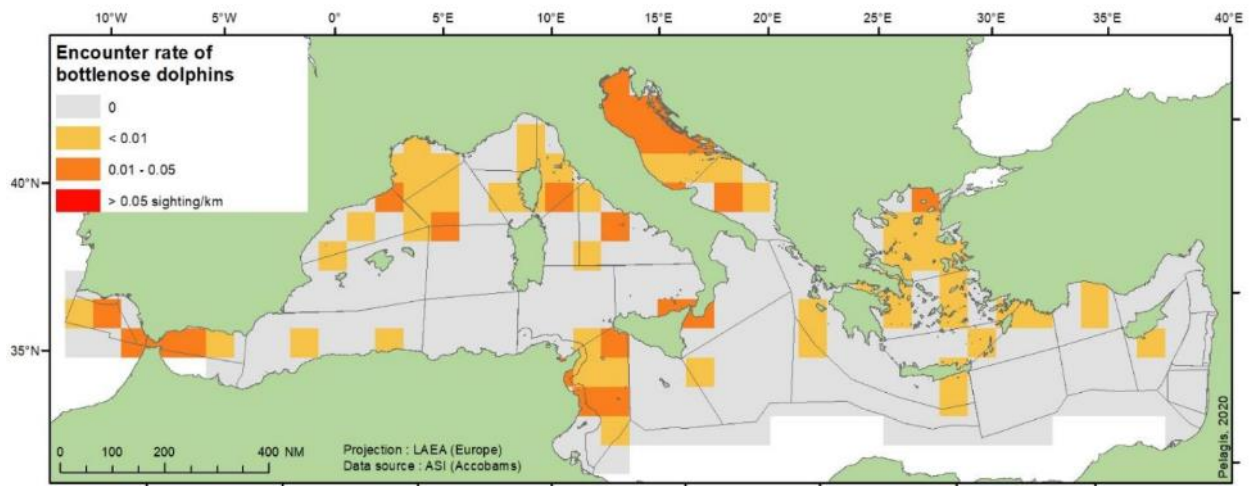 10°W 5°W 0° 5°E 10°E 15°E 20°E 25°E 30°E 35°E 40°E
Encounter rate of
bottlenose dolphins
0
< 0.01
0.01 - 0.05
> 0.05 sighting/km
40°N
35°N
0 100 200 400 NM
Projection : LAEA (Europe)
Data source : ASI (Accobams)
Pelagis, 2020